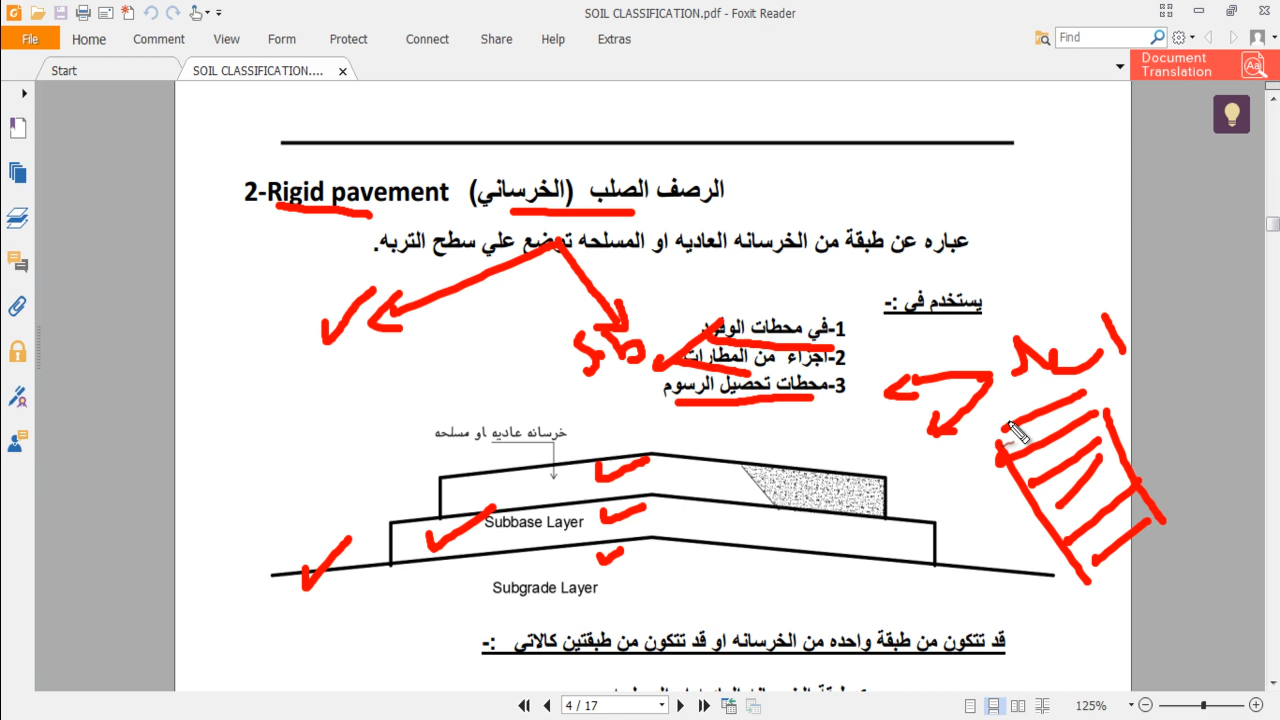 SOIL CLASSIFICATION.pdf - Foxit Reader
File Home Comment View Form Protect Connect Share Help Extras
Find
Start
SOIL CLASSIFICATION....
Document Translation
2-Rigid pavement الرصف الصلب (الخرساني)
عباره عن طبقة من الخرسانه العاديه او المسلحه توضع علي سطح التربه.
يستخدم في :-
1-في محطات الوقود
2-اجزاء من المطارات
3-محطات تحصيل الرسوم
خرسانه عاديه او مسلحه
Subbase Layer
Subgrade Layer
قد تتكون من طبقة واحده من الخرسانه او قد تتكون من طبقتين كالاتي :-
4 / 17
125%